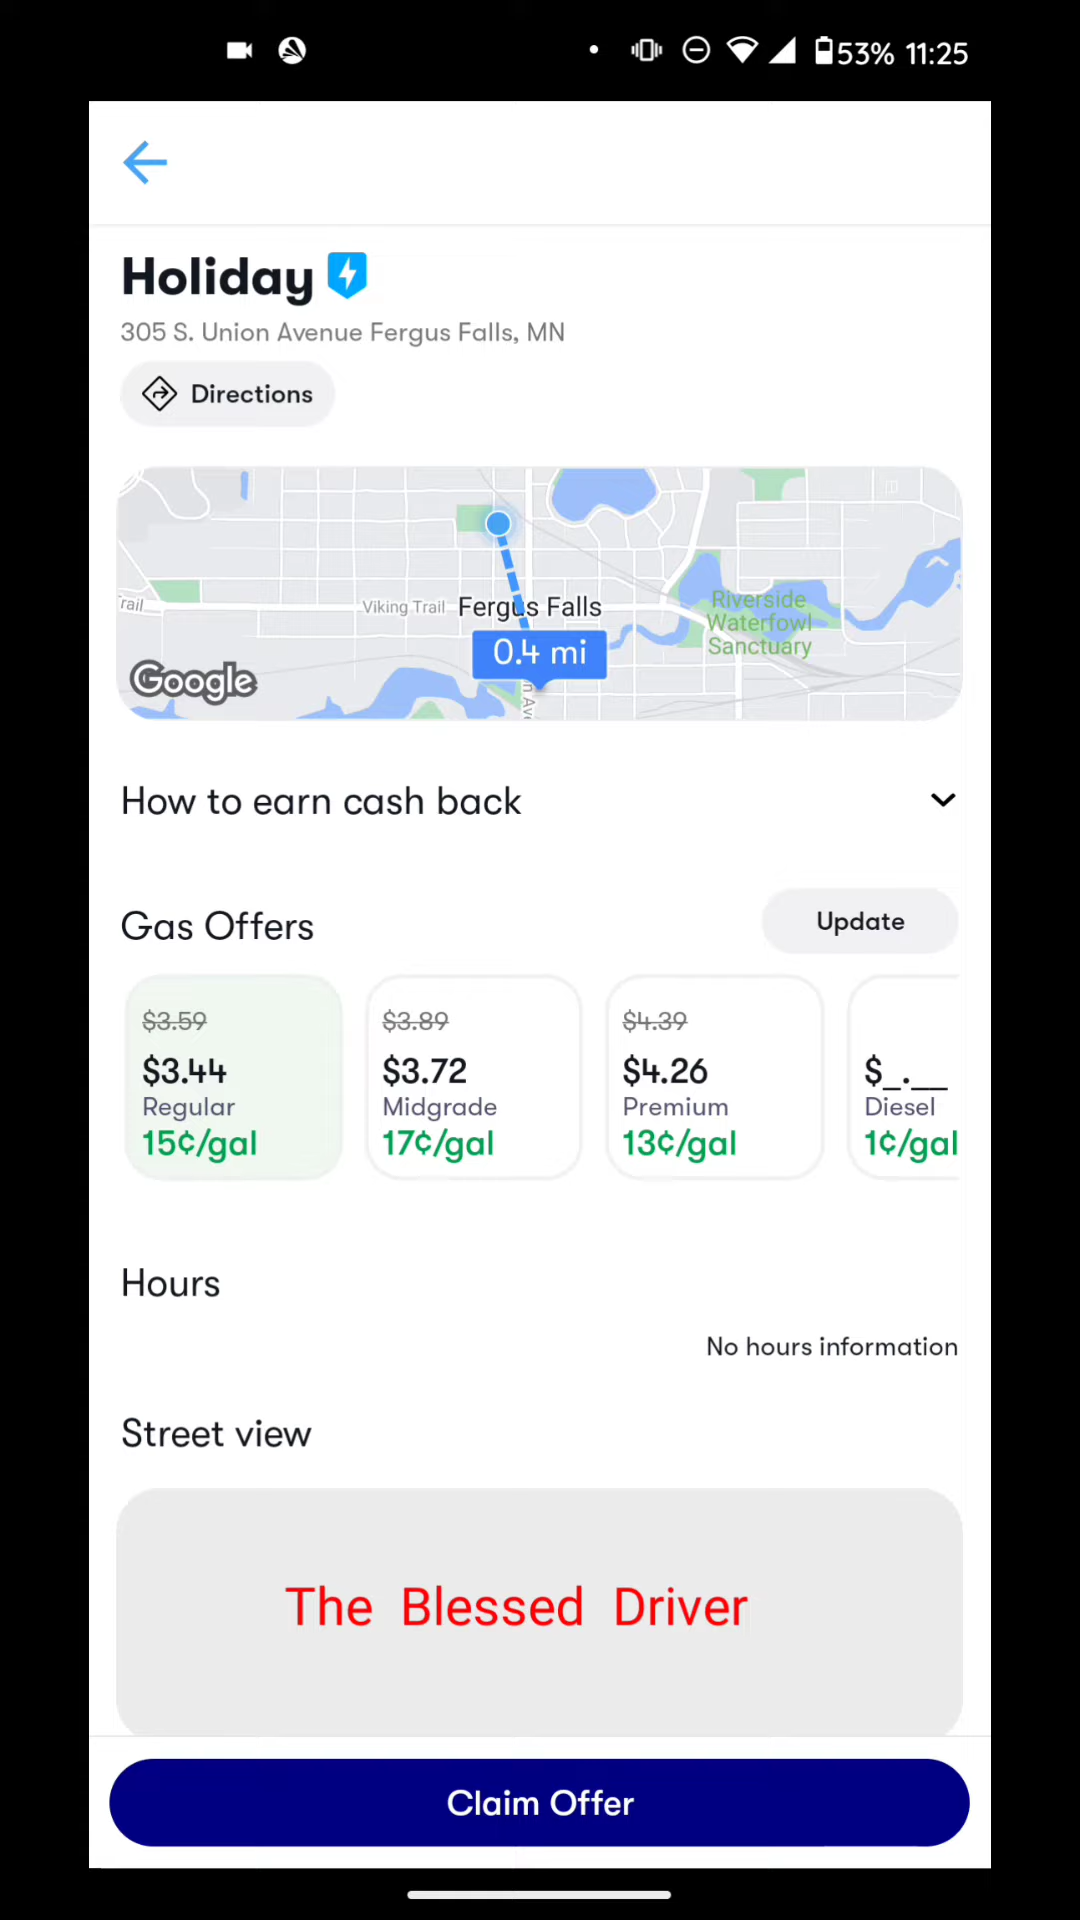 53% 11:25
Holiday
305 S. Union Avenue Fergus Falls, MN
Directions
Trail
Viking Trail
Fergus Falls
Riverside
Waterfowl
Sanctuary
0.4 mi
n Ave
Google
How to earn cash back
Gas Offers
Update
$3.59
$3.44
Regular
15¢/gal
$3.89
$3.72
Midgrade
17¢/gal
$4.39
$4.26
Premium
13¢/gal
$_.__
Diesel
1¢/gal
Hours
No hours information
Street view
The Blessed Driver
Claim Offer